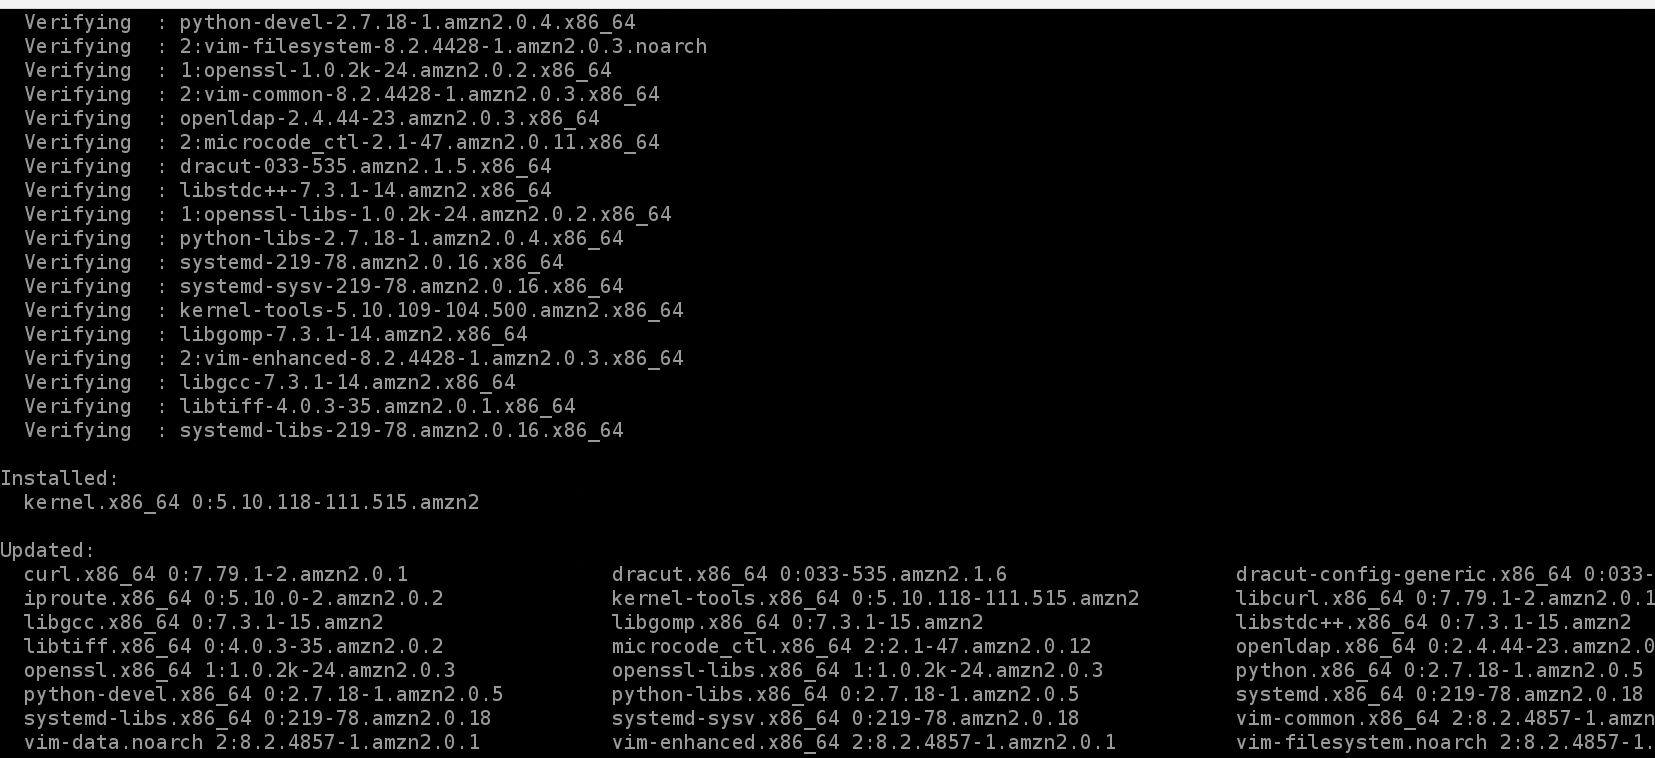 Verifying : python-devel-2.7.18-1.amzn2.0.4.x86_64
Verifying : 2:vim-filesystem-8.2.4428-1.amzn2.0.3.noarch
Verifying : 1:openssl-1.0.2k-24.amzn2.0.2.x86_64
Verifying : 2:vim-common-8.2.4428-1.amzn2.0.3.x86_64
Verifying : openldap-2.4.44-23.amzn2.0.3.x86_64
Verifying : 2:microcode_ctl-2.1-47.amzn2.0.11.x86_64
Verifying : dracut-033-535.amzn2.1.5.x86_64
Verifying : libstdc++-7.3.1-14.amzn2.x86_64
Verifying : 1:openssl-libs-1.0.2k-24.amzn2.0.2.x86_64
Verifying : python-libs-2.7.18-1.amzn2.0.4.x86_64
Verifying : systemd-219-78.amzn2.0.16.x86_64
Verifying : systemd-sysv-219-78.amzn2.0.16.x86_64
Verifying : kernel-tools-5.10.109-104.500.amzn2.x86_64
Verifying : libgomp-7.3.1-14.amzn2.x86_64
Verifying : 2:vim-enhanced-8.2.4428-1.amzn2.0.3.x86_64
Verifying : libgcc-7.3.1-14.amzn2.x86_64
Verifying : libtiff-4.0.3-35.amzn2.0.1.x86_64
Verifying : systemd-libs-219-78.amzn2.0.16.x86_64
Installed:
kernel.x86_64 0:5.10.118-111.515.amzn2
Updated:
curl.x86_64 0:7.79.1-2.amzn2.0.1 dracut.x86_64 0:033-535.amzn2.1.6 dracut-config-generic.x86_64 0:033-
iproute.x86_64 0:5.10.0-2.amzn2.0.2 kernel-tools.x86_64 0:5.10.118-111.515.amzn2 libcurl.x86_64 0:7.79.1-2.amzn2.0.1
libgcc.x86_64 0:7.3.1-15.amzn2 libgomp.x86_64 0:7.3.1-15.amzn2 libstdc++.x86_64 0:7.3.1-15.amzn2
libtiff.x86_64 0:4.0.3-35.amzn2.0.2 microcode_ctl.x86_64 2:2.1-47.amzn2.0.12 openldap.x86_64 0:2.4.44-23.amzn2.0
openssl.x86_64 1:1.0.2k-24.amzn2.0.3 openssl-libs.x86_64 1:1.0.2k-24.amzn2.0.3 python.x86_64 0:2.7.18-1.amzn2.0.5
python-devel.x86_64 0:2.7.18-1.amzn2.0.5 python-libs.x86_64 0:2.7.18-1.amzn2.0.5 systemd.x86_64 0:219-78.amzn2.0.18
systemd-libs.x86_64 0:219-78.amzn2.0.18 systemd-sysv.x86_64 0:219-78.amzn2.0.18 vim-common.x86_64 2:8.2.4857-1.amzn
vim-data.noarch 2:8.2.4857-1.amzn2.0.1 vim-enhanced.x86_64 2:8.2.4857-1.amzn2.0.1 vim-filesystem.noarch 2:8.2.4857-1.